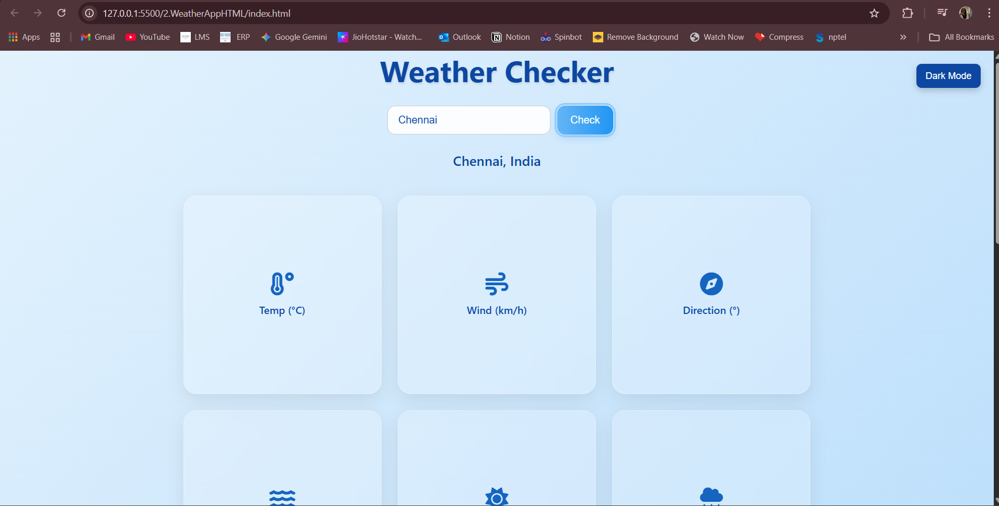 127.0.0.1:5500/2.WeatherAppHTML/index.html
Apps Gmail YouTube LMS ERP Google Gemini JioHotstar - Watch... Outlook Notion Spinbot Remove Background Watch Now Compress nptel » All Bookmarks
Weather Checker
Dark Mode
Chennai Check
Chennai, India
Temp (°C) Wind (km/h) Direction (°)